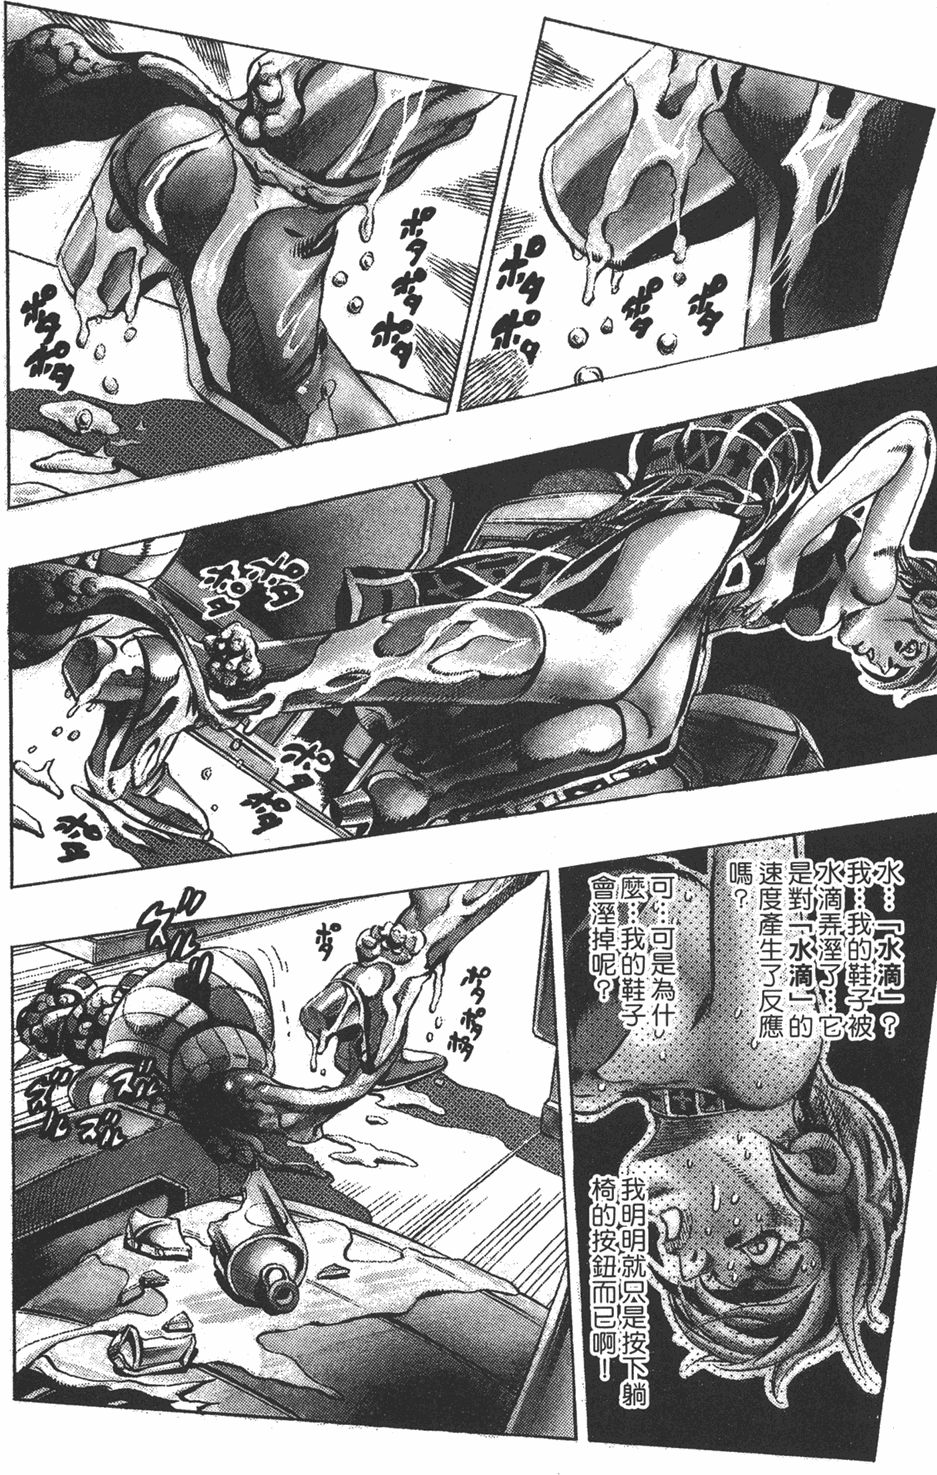 ポタ
ポタ
ポタ
ポタ
ポタ
ポタ
ポタ
ポタ
ポタ
ポタ
ポタ
ポタ
ポタ
水…「水滴」？
我…我的鞋子被
水滴弄溼了…它
是對「水滴」的
速度產生了反應
嗎？
可…可是為什
麼…我的鞋子
會溼掉呢？
我明明就只是按下躺
椅的按鈕而已啊！
ポタ
ポタ
ポタ
ズル
ズル
ズル
ズル